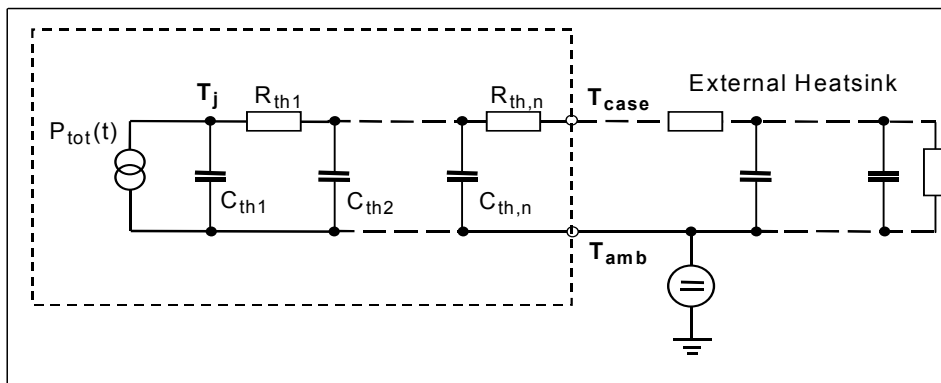 External Heatsink
T_j
R_th1
R_th,n
T_case
P_tot(t)
C_th1
C_th2
C_th,n
T_amb